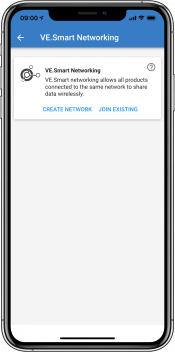 09:00
VE.Smart Networking
VE.Smart Networking
VE.Smart networking allows all products
connected to the same network to share
data wirelessly.
CREATE NETWORK JOIN EXISTING